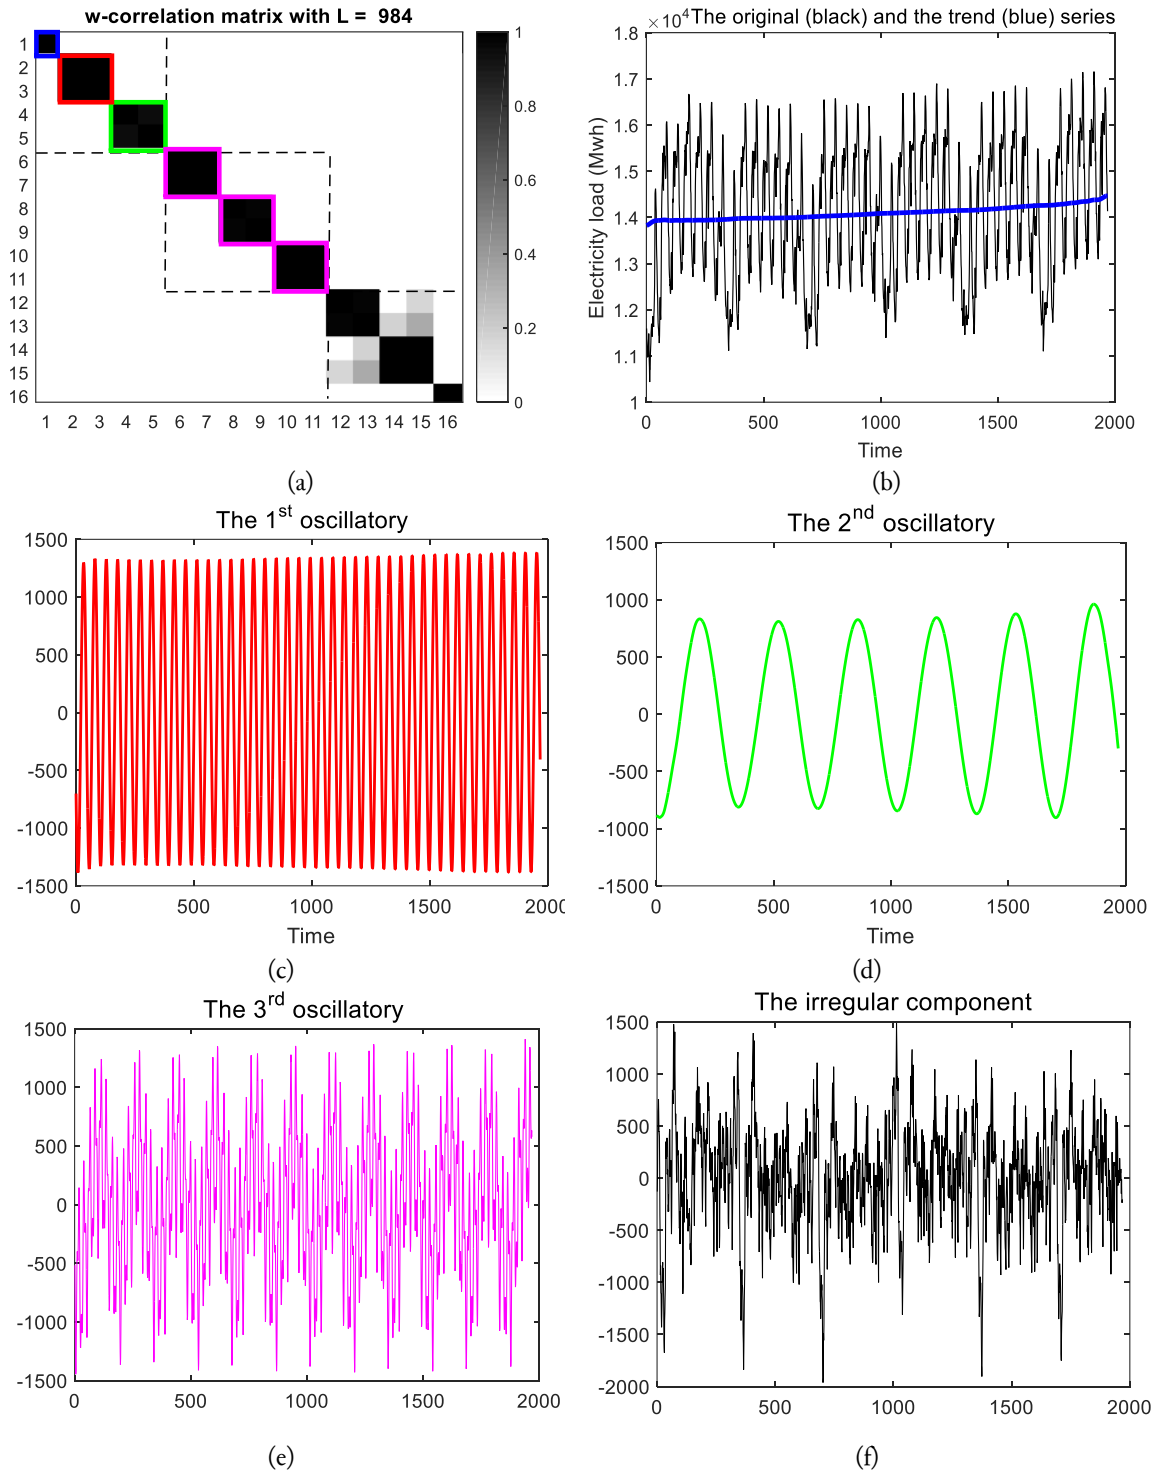 w-correlation matrix with L = 984
1
2
3
4
5
6
7
8
9
10
11
12
13
14
15
16
1 2 3 4 5 6 7 8 9 10 11 12 13 14 15 16
1
0.8
0.6
0.4
0.2
0
(a)
×10⁴The original (black) and the trend (blue) series
Electricity load (Mwh)
1.8
1.7
1.6
1.5
1.4
1.3
1.2
1.1
1
0 500 1000 1500 2000
Time
(b)
The 1st oscillatory
1500
1000
500
0
-500
-1000
-1500
0 500 1000 1500 2000
Time
(c)
The 2nd oscillatory
1500
1000
500
0
-500
-1000
-1500
0 500 1000 1500 2000
Time
(d)
The 3rd oscillatory
1500
1000
500
0
-500
-1000
-1500
0 500 1000 1500 2000
(e)
The irregular component
1500
1000
500
0
-500
-1000
-1500
-2000
0 500 1000 1500 2000
(f)